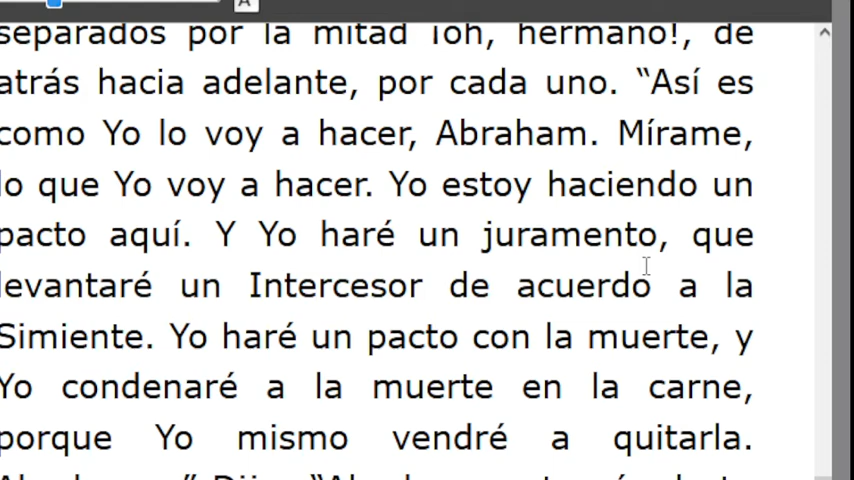 separados por la mitad ¡oh, hermano!, de
atrás hacia adelante, por cada uno. “Así es
como Yo lo voy a hacer, Abraham. Mírame,
lo que Yo voy a hacer. Yo estoy haciendo un
pacto aquí. Y Yo haré un juramento, que
levantaré un Intercesor de acuerdo a la
Simiente. Yo haré un pacto con la muerte, y
Yo condenaré a la muerte en la carne,
porque Yo mismo vendré a quitarla.